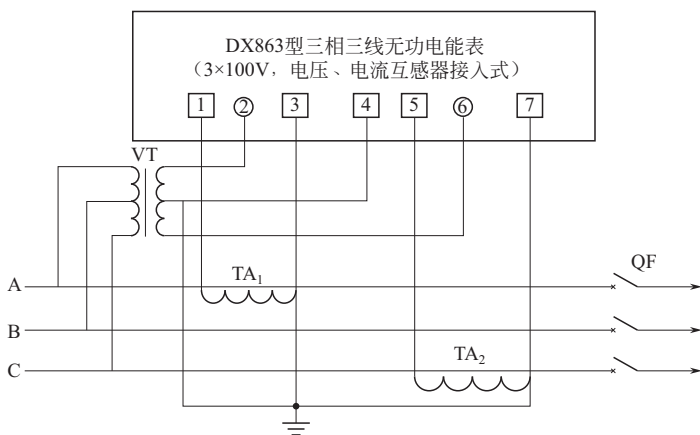 DX863型三相三线无功电能表
（3×100V，电压、电流互感器接入式）
1 ② 3 4 5 ⑥ 7
VT
TA₁
QF
A
B
TA₂
C